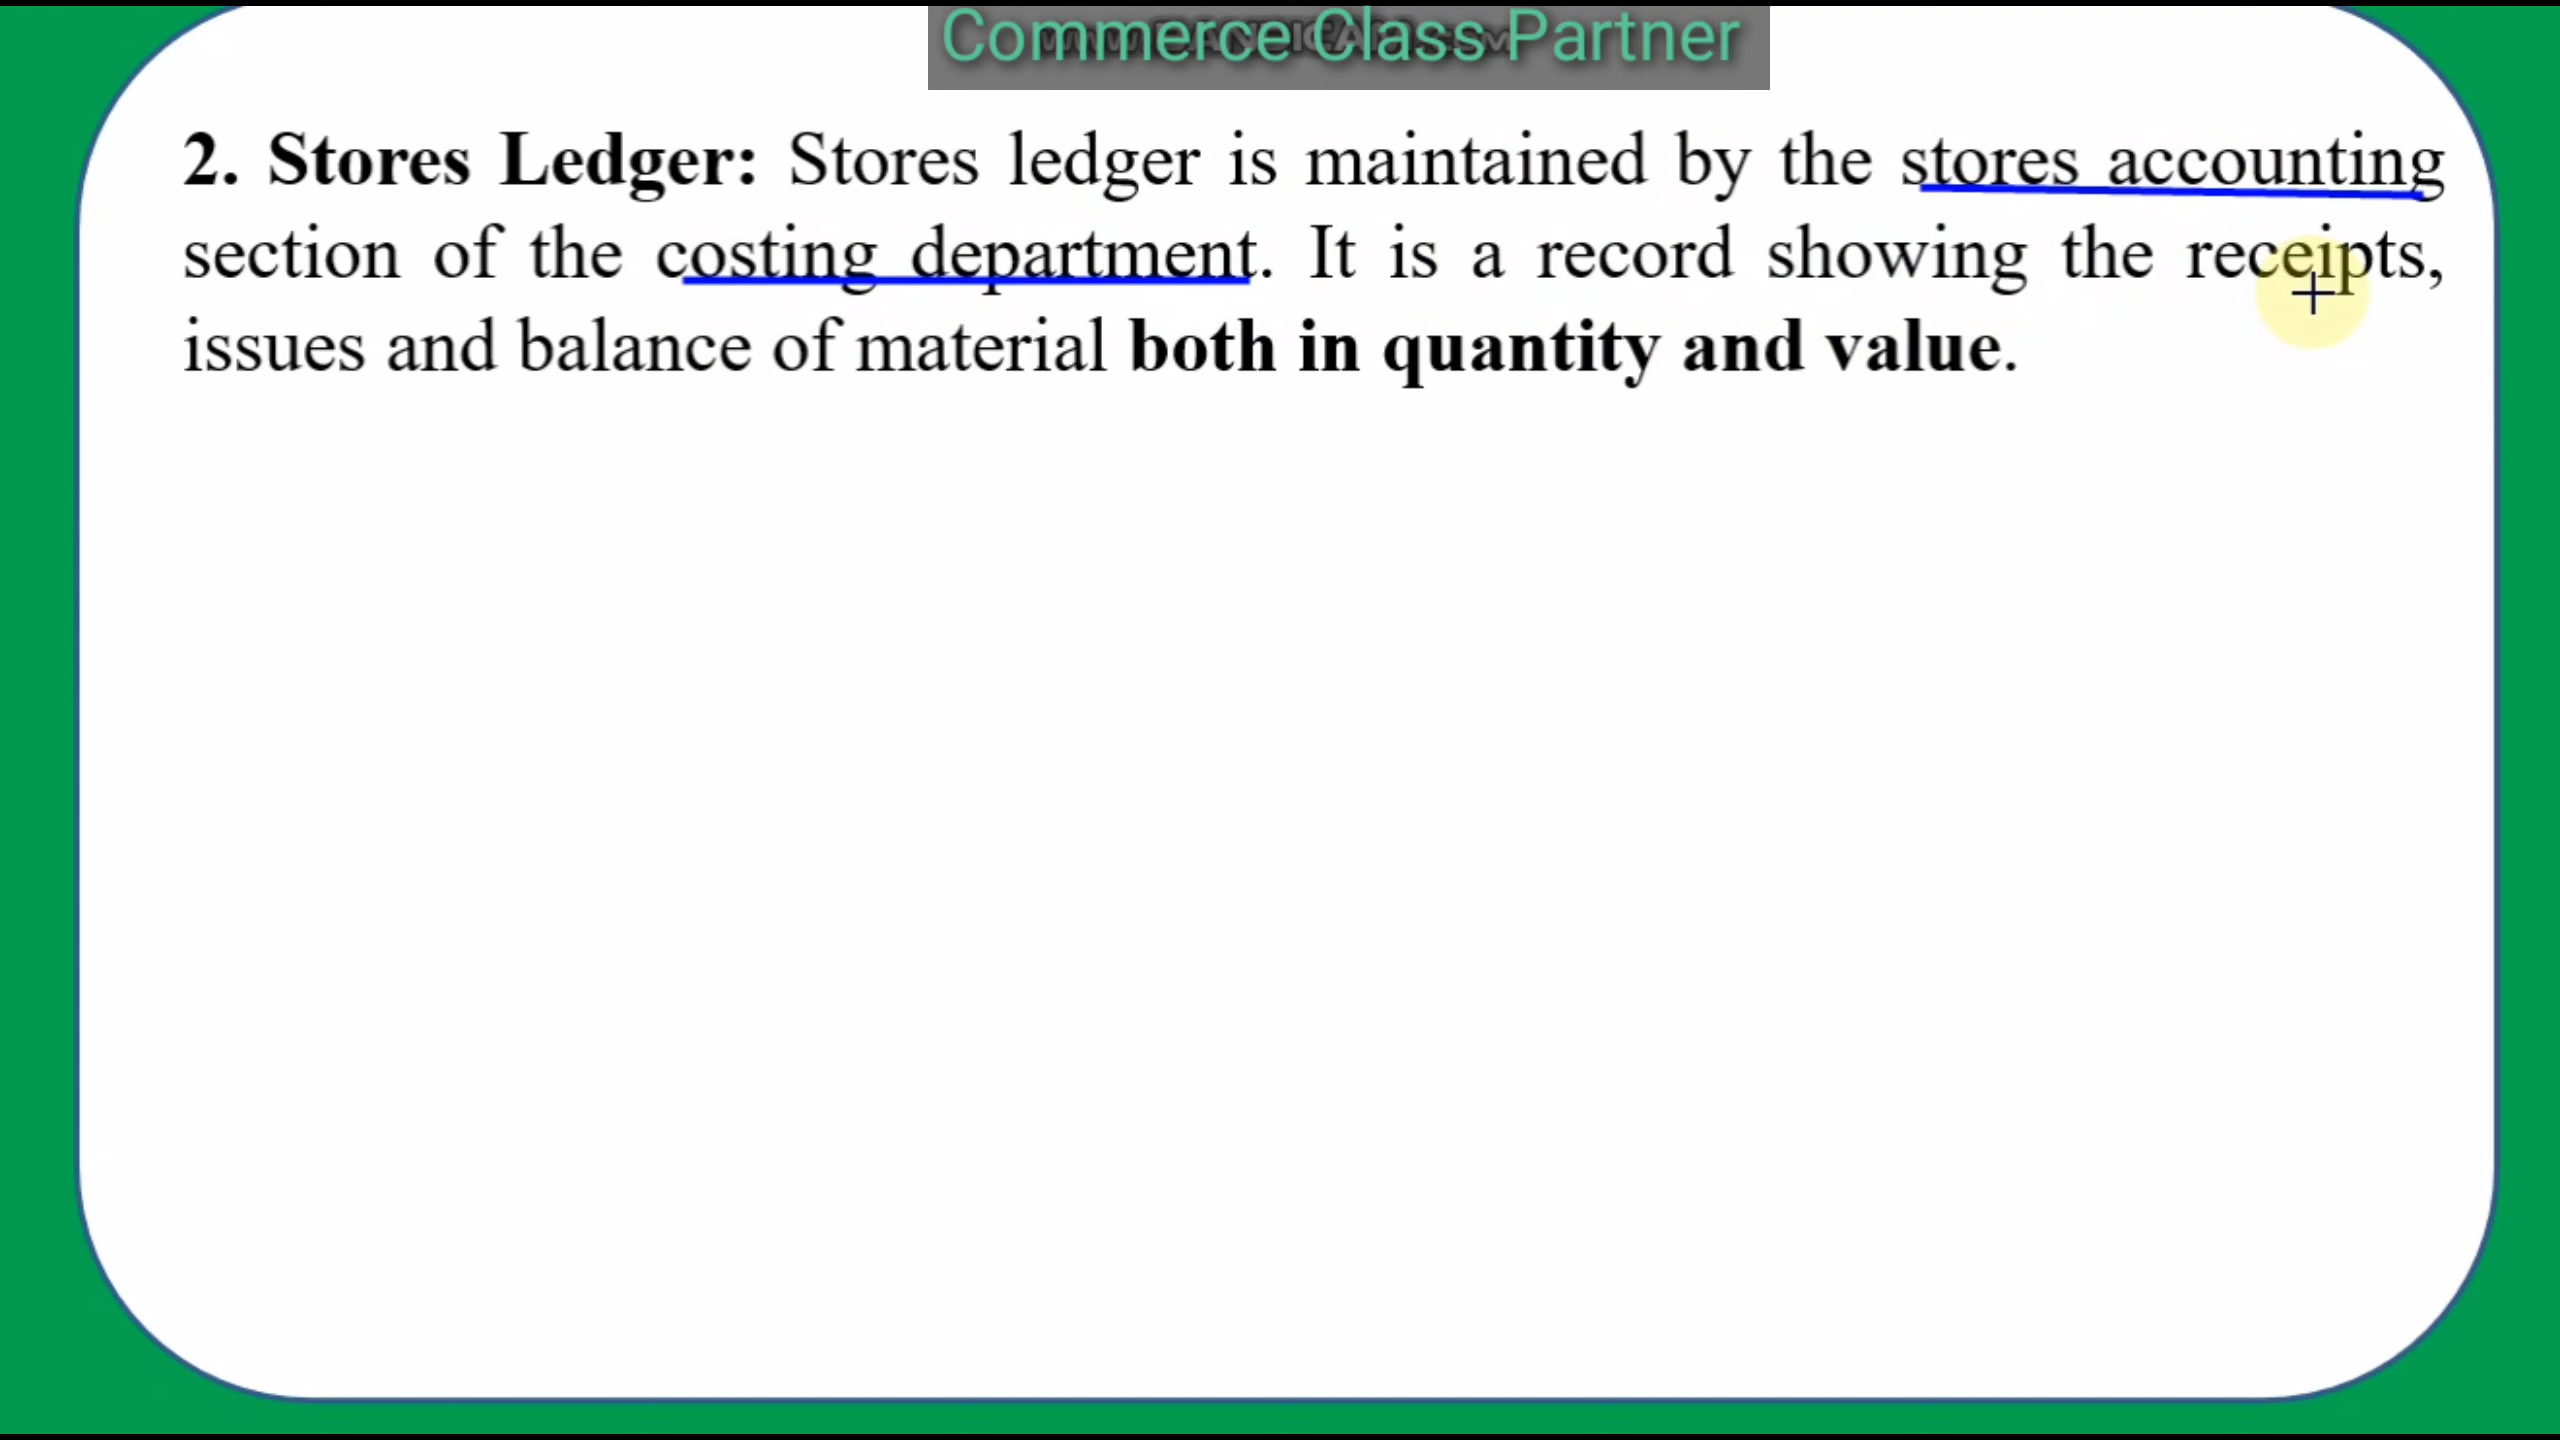 Commerce Class Partner
2. Stores Ledger: Stores ledger is maintained by the stores accounting
section of the costing department. It is a record showing the receipts,
issues and balance of material both in quantity and value.